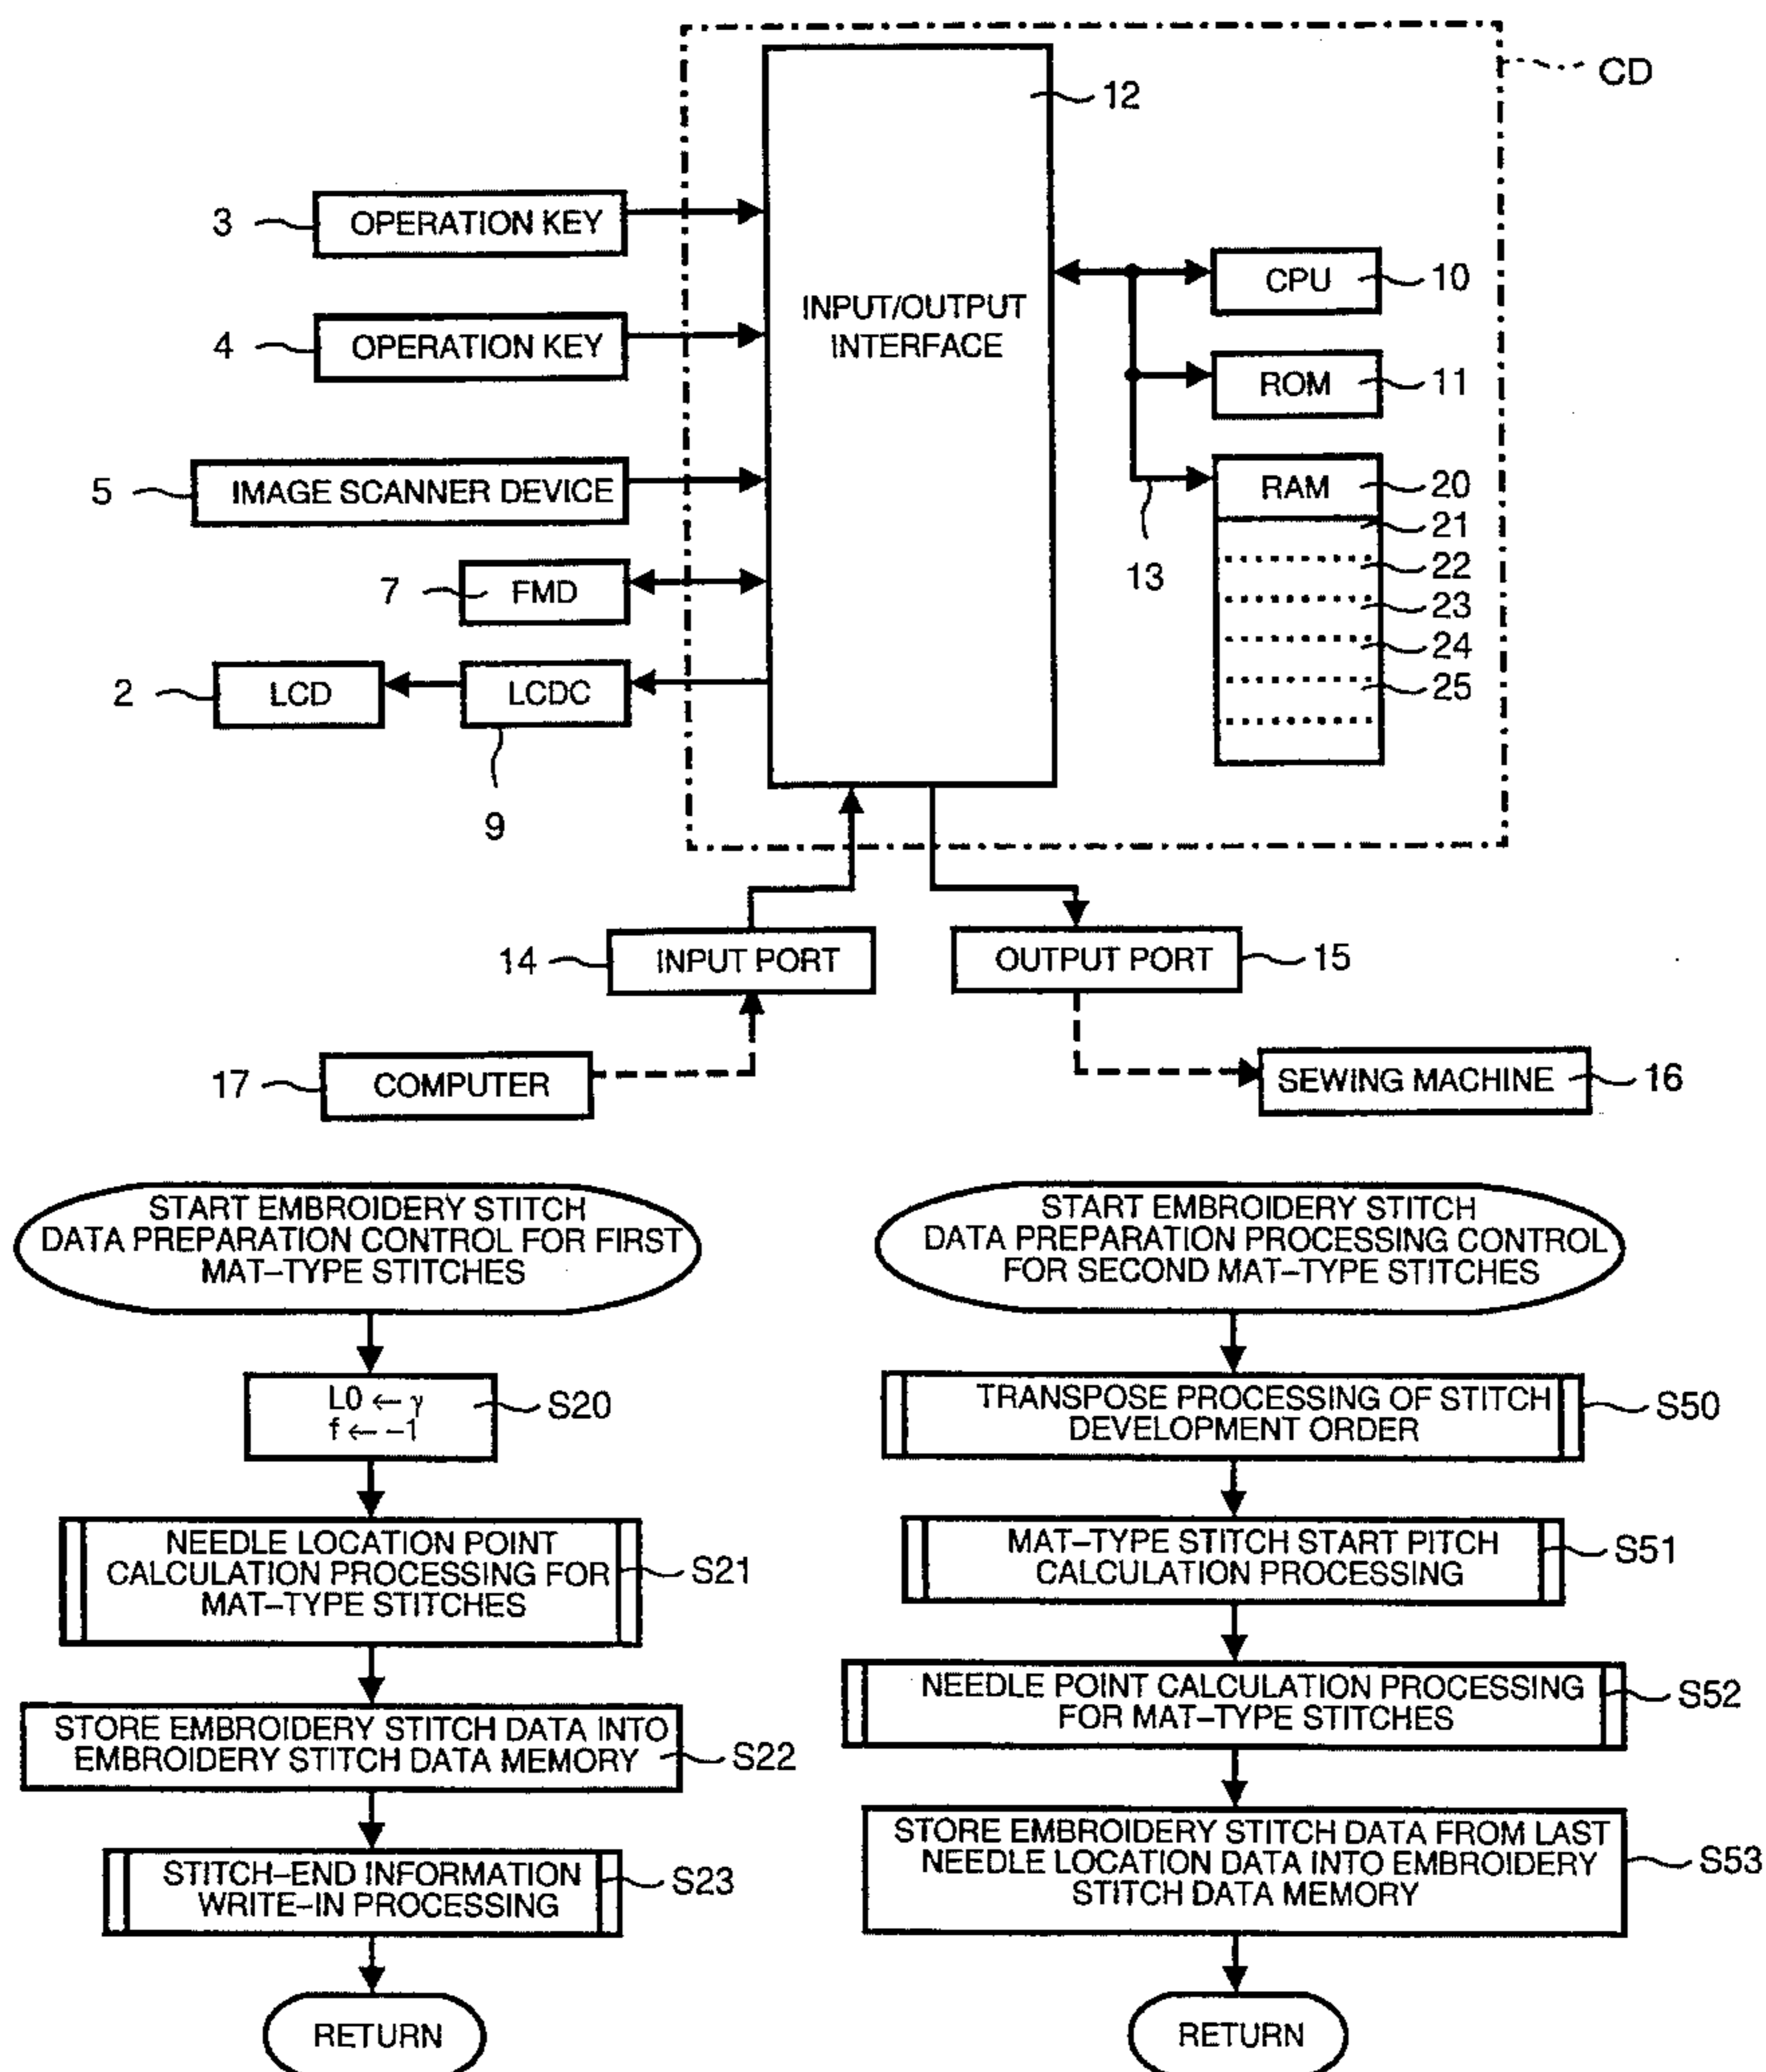 CD
12
3 OPERATION KEY
INPUT/OUTPUT
INTERFACE
CPU 10
4 OPERATION KEY
ROM 11
5 IMAGE SCANNER DEVICE
RAM 20
21
22
13
7 FMD
23
24
2 LCD
LCDC
25
9
14 INPUT PORT
OUTPUT PORT 15
17 COMPUTER
SEWING MACHINE 16
START EMBROIDERY STITCH
DATA PREPARATION CONTROL FOR FIRST
MAT-TYPE STITCHES
L0 ← γ
f ← -1
S20
NEEDLE LOCATION POINT
CALCULATION PROCESSING FOR
MAT-TYPE STITCHES
S21
STORE EMBROIDERY STITCH DATA INTO
EMBROIDERY STITCH DATA MEMORY
S22
STITCH-END INFORMATION
WRITE-IN PROCESSING
S23
RETURN
START EMBROIDERY STITCH
DATA PREPARATION PROCESSING CONTROL
FOR SECOND MAT-TYPE STITCHES
TRANSPOSE PROCESSING OF STITCH
DEVELOPMENT ORDER
S50
MAT-TYPE STITCH START PITCH
CALCULATION PROCESSING
S51
NEEDLE POINT CALCULATION PROCESSING
FOR MAT-TYPE STITCHES
S52
STORE EMBROIDERY STITCH DATA FROM LAST
NEEDLE LOCATION DATA INTO EMBROIDERY
STITCH DATA MEMORY
S53
RETURN